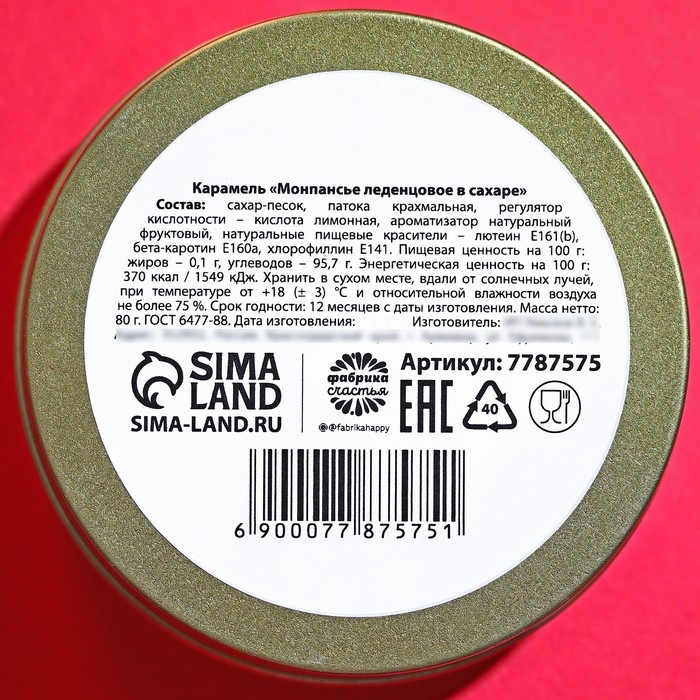 Карамель «Монпансье леденцовое в сахаре»
Состав: сахар-песок, патока крахмальная, регулятор
кислотности – кислота лимонная, ароматизатор натуральный
фруктовый, натуральные пищевые красители – лютеин Е161(b),
бета-каротин Е160а, хлорофиллин Е141. Пищевая ценность на 100 г:
жиров – 0,1 г, углеводов – 95,7 г. Энергетическая ценность на 100 г:
370 ккал / 1549 кДж. Хранить в сухом месте, вдали от солнечных лучей,
при температуре от +18 (± 3) °С и относительной влажности воздуха
не более 75 %. Срок годности: 12 месяцев с даты изготовления. Масса нетто:
80 г. ГОСТ 6477-88. Дата изготовления: Изготовитель:
SIMA LAND
SIMA-LAND.RU
фабрика счастья
@fabrikahappy
Артикул: 7787575
EAC
40
6 900077 875751